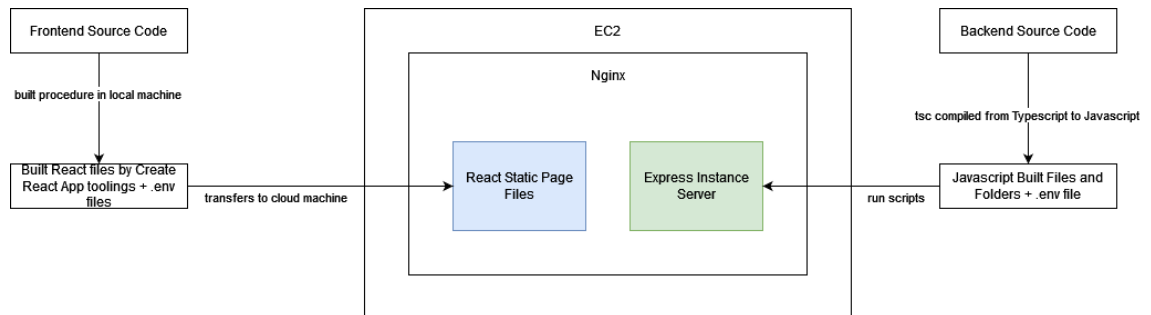 Frontend Source Code
EC2
Backend Source Code
Nginx
built procedure in local machine
tsc compiled from Typescript to Javascript
Built React files by Create
React App toolings + .env
files
transfers to cloud machine
React Static Page
Files
Express Instance
Server
run scripts
Javascript Built Files and
Folders + .env file